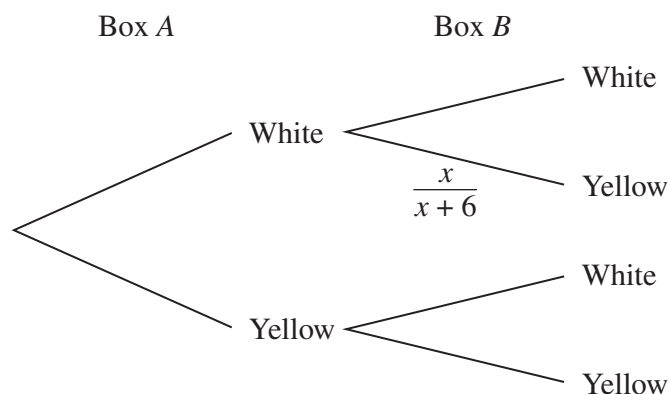 Box A Box B
White
White
x
x + 6
Yellow
White
Yellow
Yellow